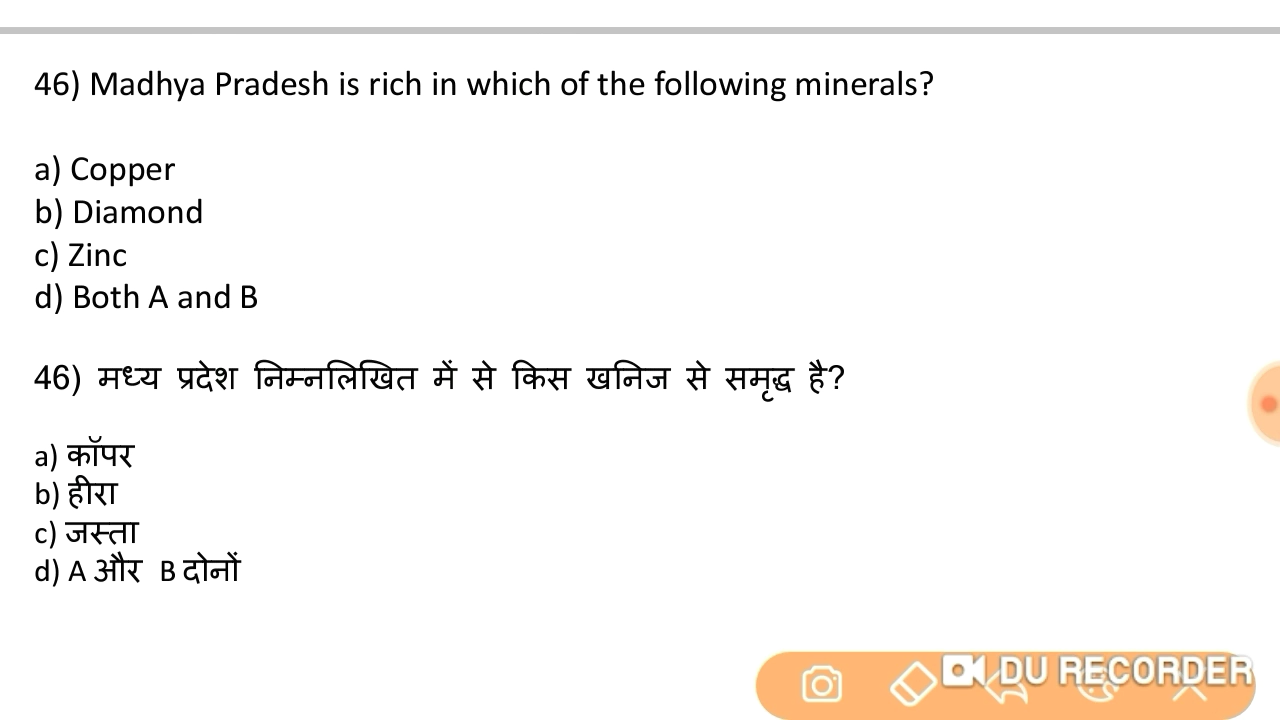 46) Madhya Pradesh is rich in which of the following minerals?
a) Copper
b) Diamond
c) Zinc
d) Both A and B
46) मध्य प्रदेश निम्नलिखित में से किस खनिज से समृद्ध है?
a) कॉपर
b) हीरा
c) जस्ता
d) A और B दोनों
DU RECORDER